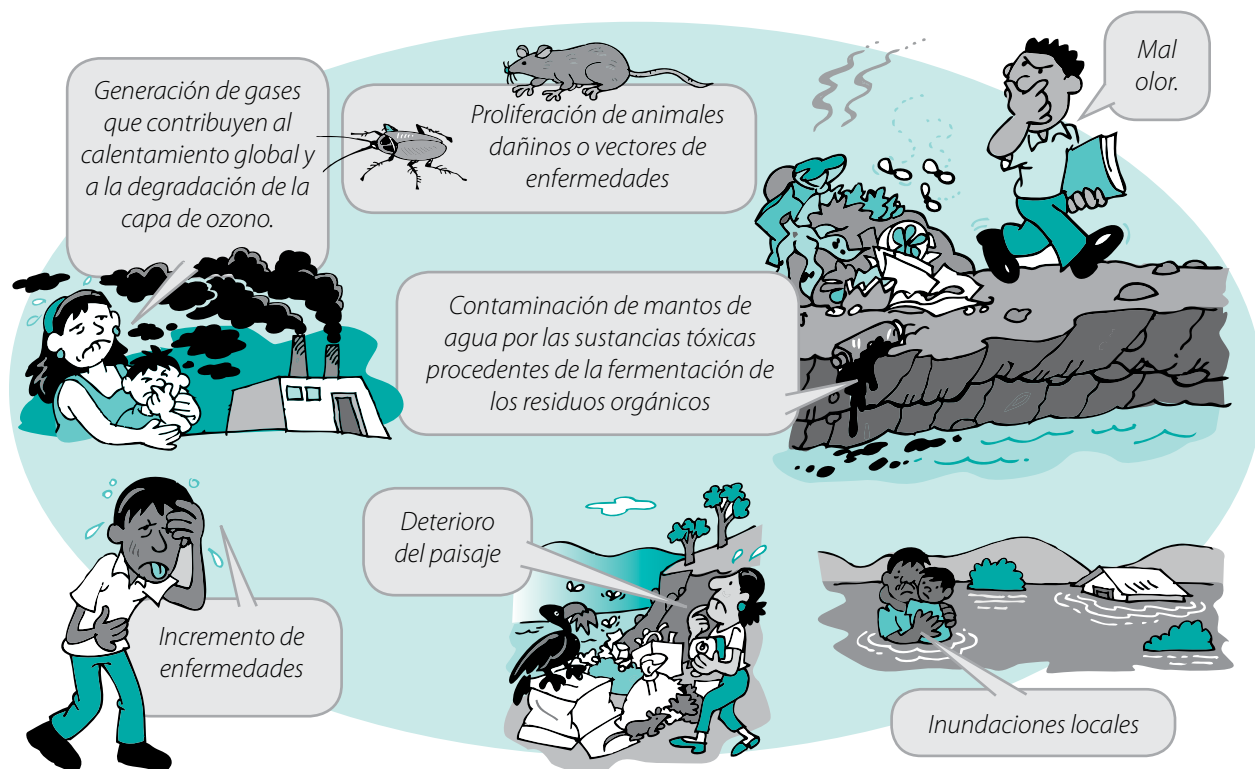 Generación de gases
que contribuyen al
calentamiento global y
a la degradación de la
capa de ozono.
Proliferación de animales
dañinos o vectores de
enfermedades
Mal
olor.
Contaminación de mantos de
agua por las sustancias tóxicas
procedentes de la fermentación de
los residuos orgánicos
Incremento de
enfermedades
Deterioro
del paisaje
Inundaciones locales